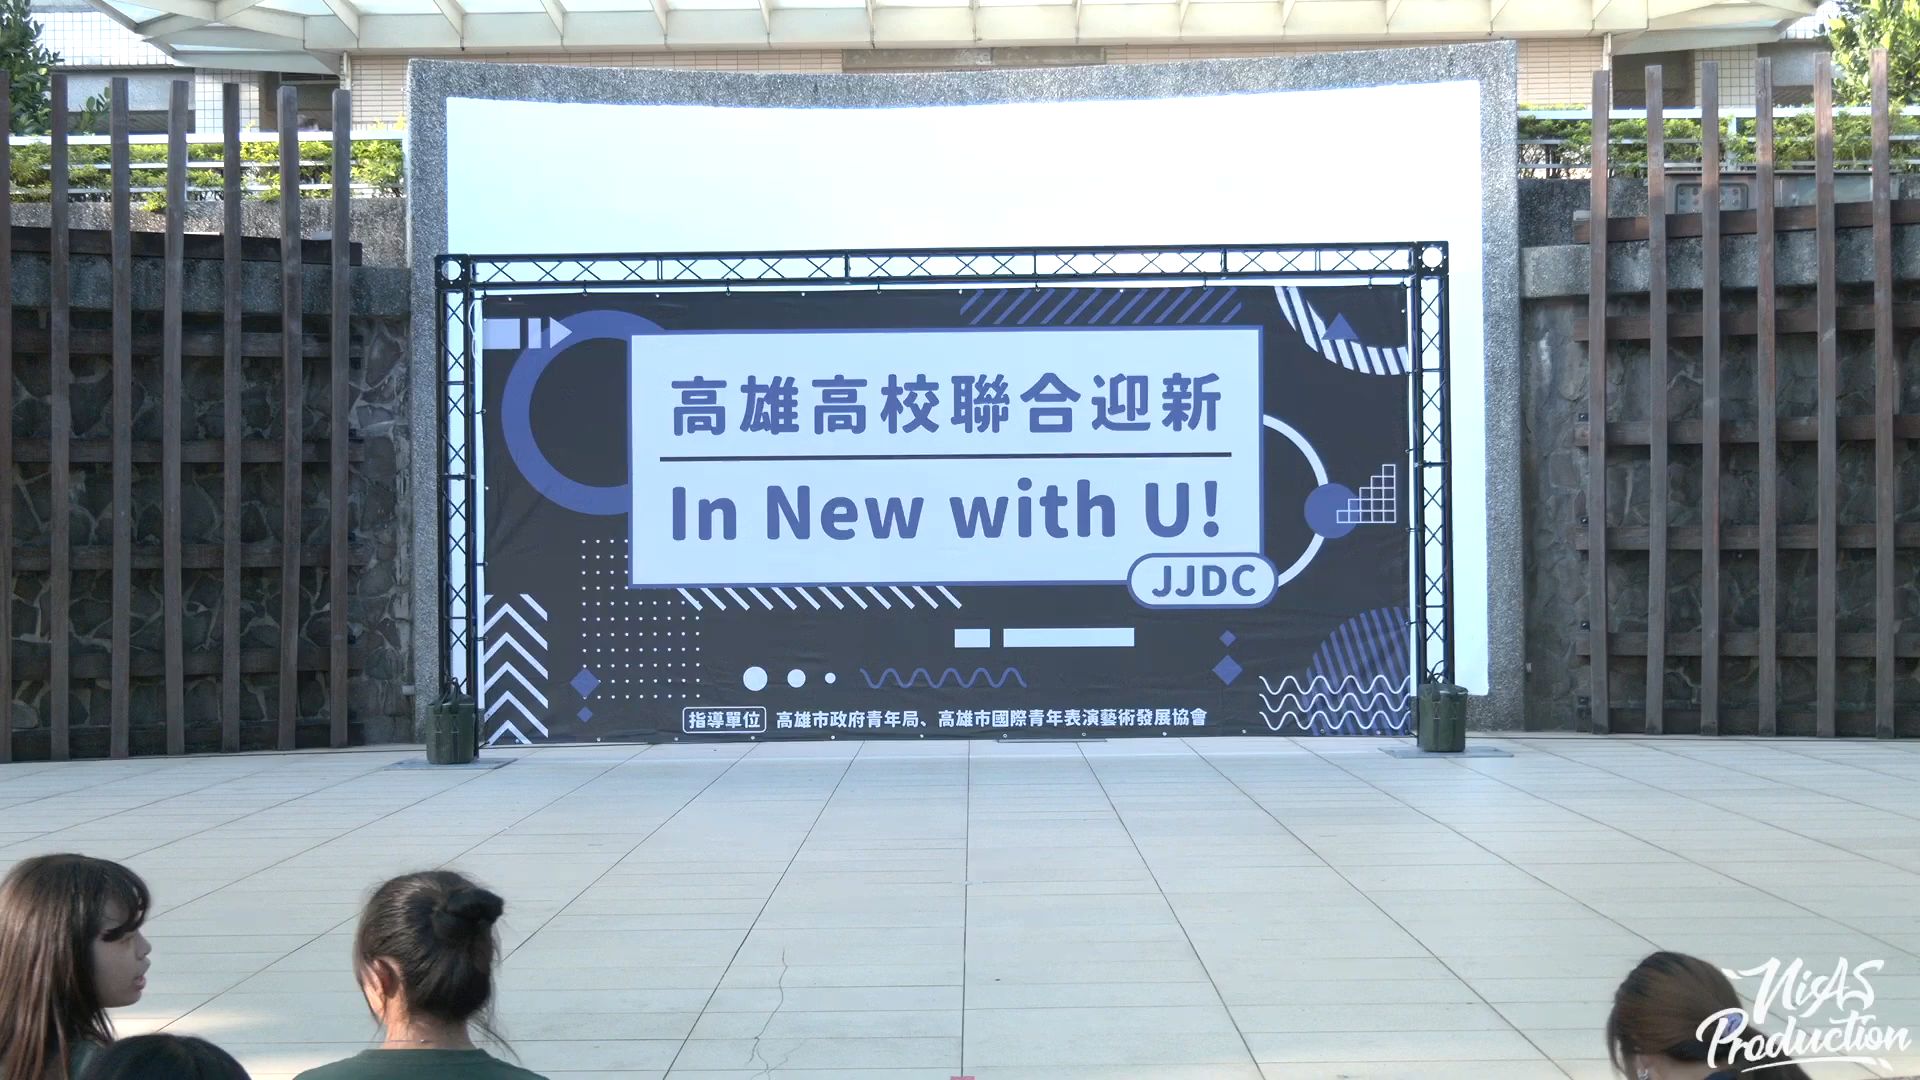 高雄高校聯合迎新
In New with U!
JJDC
指導單位 高雄市政府青年局、高雄市國際青年表演藝術發展協會
NiAS
Production